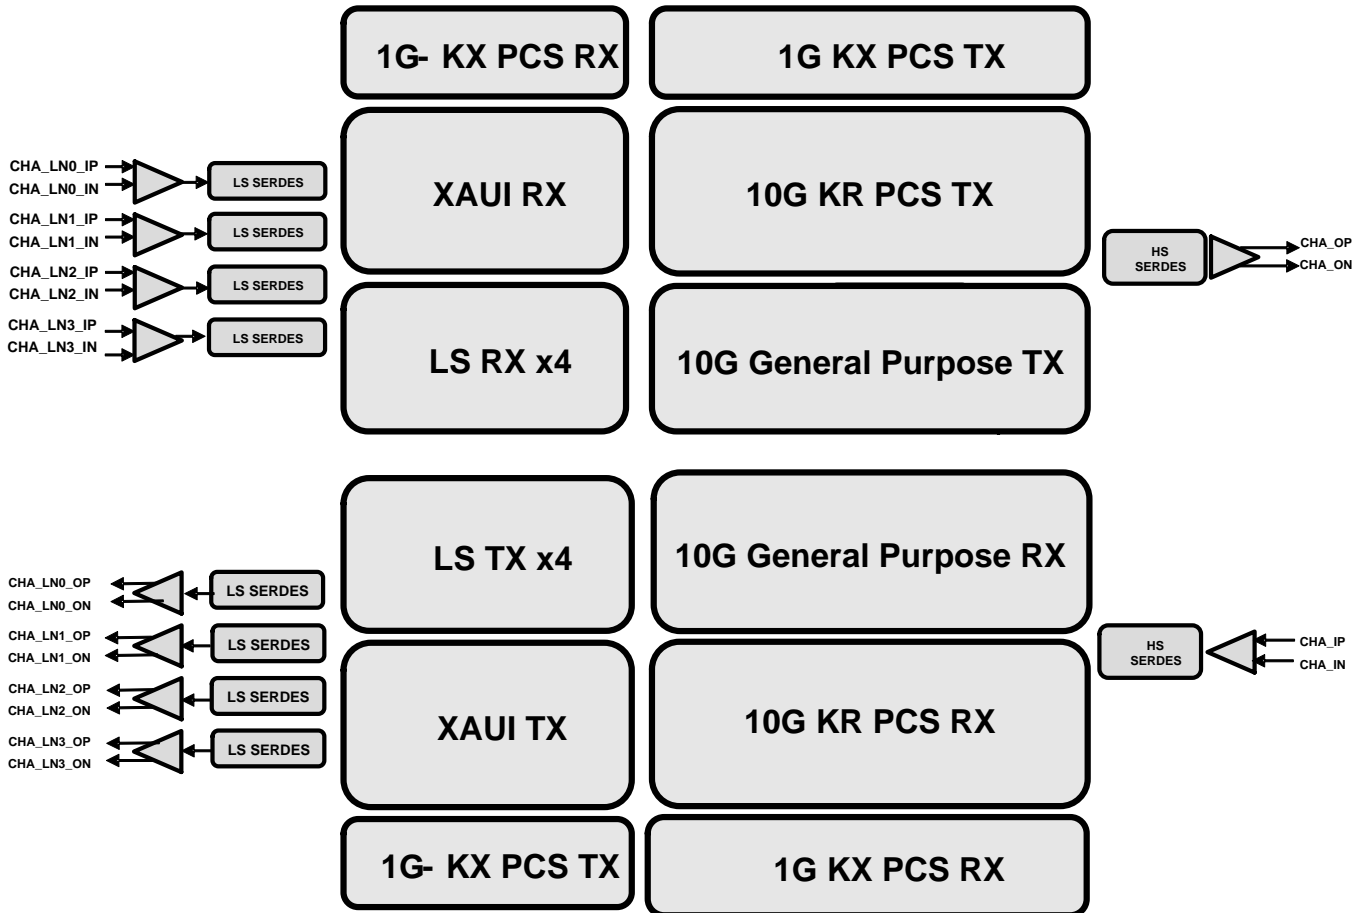 1G- KX PCS RX
1G KX PCS TX
XAUI RX
10G KR PCS TX
LS RX x4
10G General Purpose TX
CHA_LN0_IP
CHA_LN0_IN
LS SERDES
CHA_LN1_IP
CHA_LN1_IN
LS SERDES
CHA_LN2_IP
CHA_LN2_IN
LS SERDES
CHA_LN3_IP
CHA_LN3_IN
LS SERDES
HS
SERDES
CHA_OP
CHA_ON
LS TX x4
10G General Purpose RX
XAUI TX
10G KR PCS RX
1G- KX PCS TX
1G KX PCS RX
CHA_LN0_OP
CHA_LN0_ON
LS SERDES
CHA_LN1_OP
CHA_LN1_ON
LS SERDES
CHA_LN2_OP
CHA_LN2_ON
LS SERDES
CHA_LN3_OP
CHA_LN3_ON
LS SERDES
HS
SERDES
CHA_IP
CHA_IN